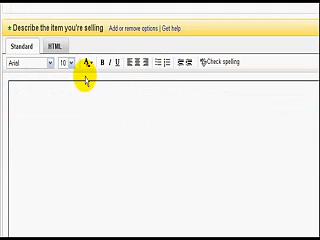 * Describe the item you're selling Add or remove options | Get help
Standard HTML
Arial 10 A B I U Check spelling